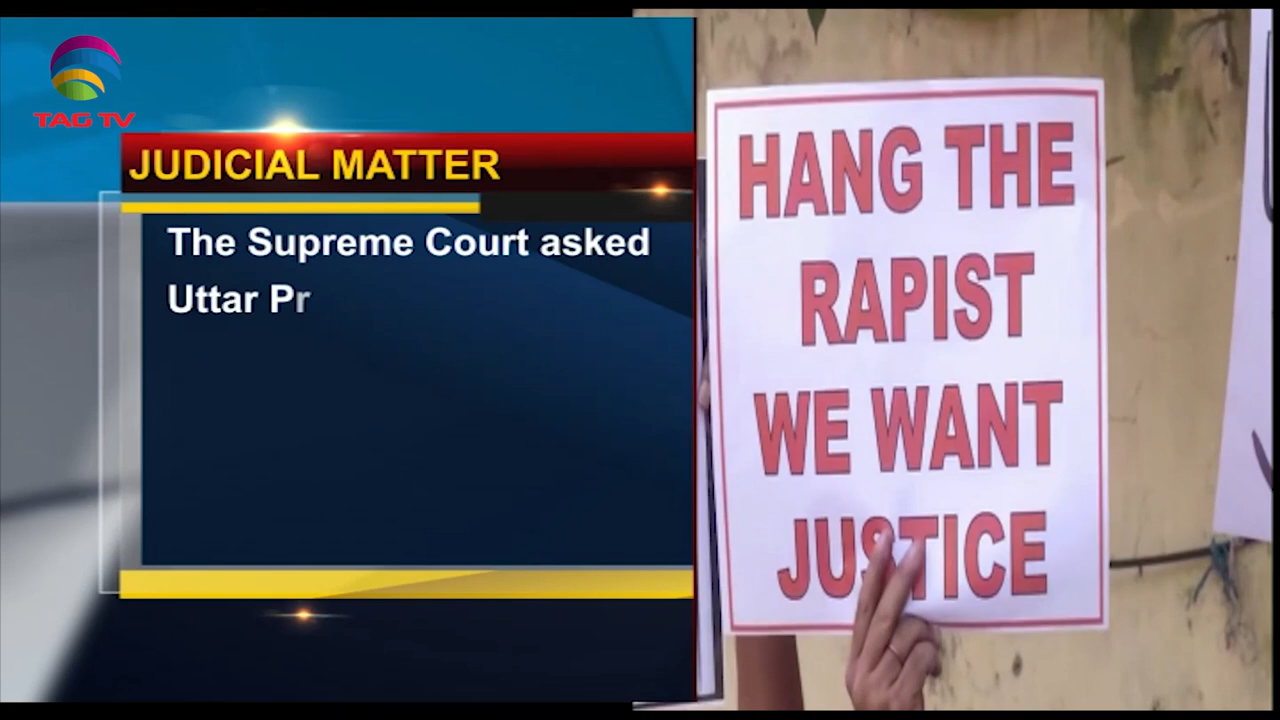 TAG TV
JUDICIAL MATTER
The Supreme Court asked
Uttar Pr
HANG THE
RAPIST
WE WANT
JUSTICE